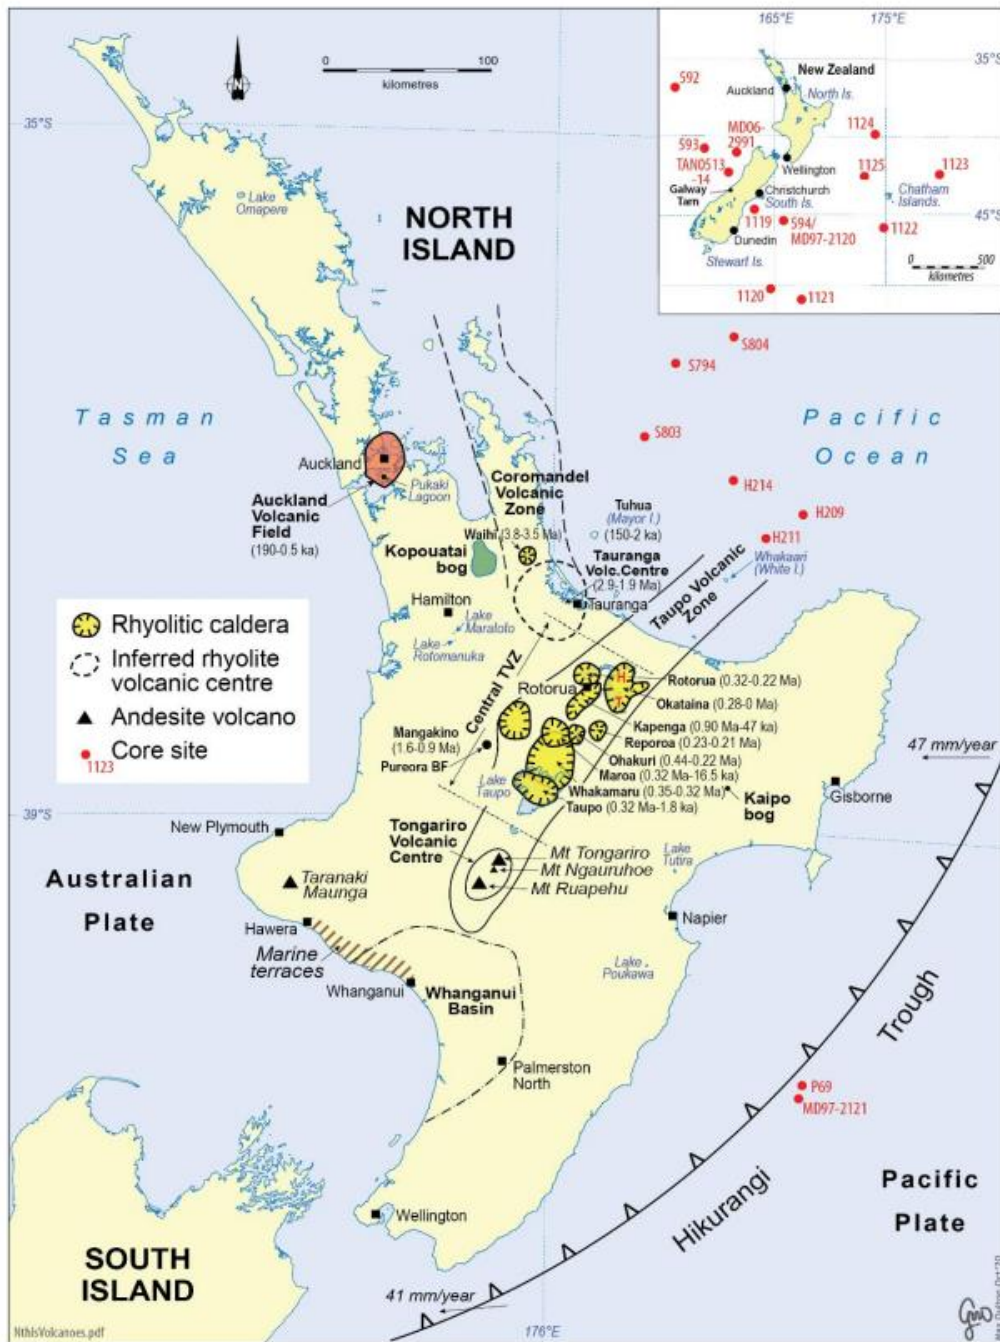 0 100
kilometres
N
35°S
39°S
176°E
NORTH
ISLAND
SOUTH
ISLAND
Lake
Omapere
Tasman
Sea
Pacific
Ocean
Auckland
Pukaki
Lagoon
Auckland
Volcanic
Field
(190-0.5 ka)
Coromandel
Volcanic
Zone
Waihi (3.8-3.5 Ma)
Kopouatai
bog
Tuhua
(Mayor I.)
(150-2 ka)
Tauranga
Volc.Centre
(2.9-1.9 Ma)
Tauranga
Taupo Volcanic
Zone
Whakaari
(White I.)
Hamilton
Lake
Maratoto
Lake
Rotomanuka
Central TVZ
Rotorua
H
T
Rotorua (0.32-0.22 Ma)
Okataina (0.28-0 Ma)
Kapenga (0.90 Ma-47 ka)
Reporoa (0.23-0.21 Ma)
Ohakuri (0.44-0.22 Ma)
Maroa (0.32 Ma-16.5 ka)
Whakamaru (0.35-0.32 Ma)
Taupo (0.32 Ma-1.8 ka)
Mangakino
(1.6-0.9 Ma)
Pureora BF
Lake
Taupo
Kaipo
bog
Gisborne
47 mm/year
Rhyolitic caldera
Inferred rhyolite
volcanic centre
Andesite volcano
Core site
1123
New Plymouth
Tongariro
Volcanic
Centre
Mt Tongariro
Mt Ngauruhoe
Mt Ruapehu
Lake
Tutira
Australian
Plate
Taranaki
Maunga
Hawera
Marine
terraces
Whanganui
Whanganui
Basin
Napier
Lake
Poukawa
Palmerston
North
Wellington
Hikurangi
Trough
P69
MD97-2121
Pacific
Plate
41 mm/year
S804
S794
S803
H214
H209
H211
165°E 175°E
35°S
45°S
New Zealand
Auckland
North Is.
592
593
MD06-
2991
TAN0513
-14
Galway
Tarn
Wellington
Christchurch
South Is.
1119
594/
MD97-2120
Dunedin
Stewart Is.
1124
1125
1123
Chatham
Islands.
1122
0 500
kilometres
1120
1121
NthIsVolcanoes.pdf